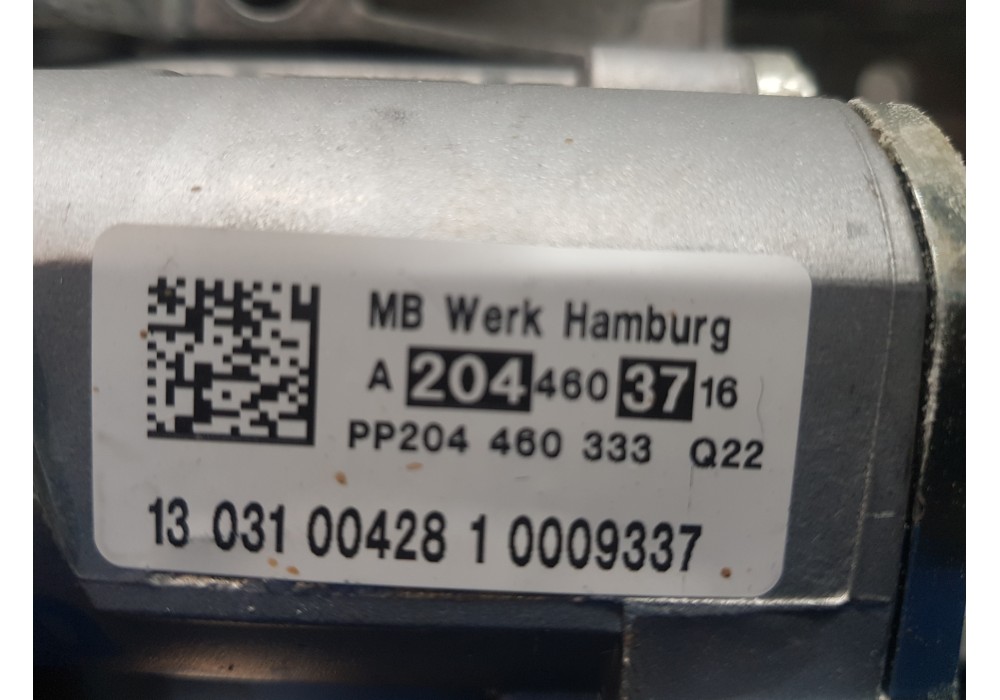 MB Werk Hamburg
A 204 460 37 16
PP204 460 333 Q22
13 031 00428 1 0009337